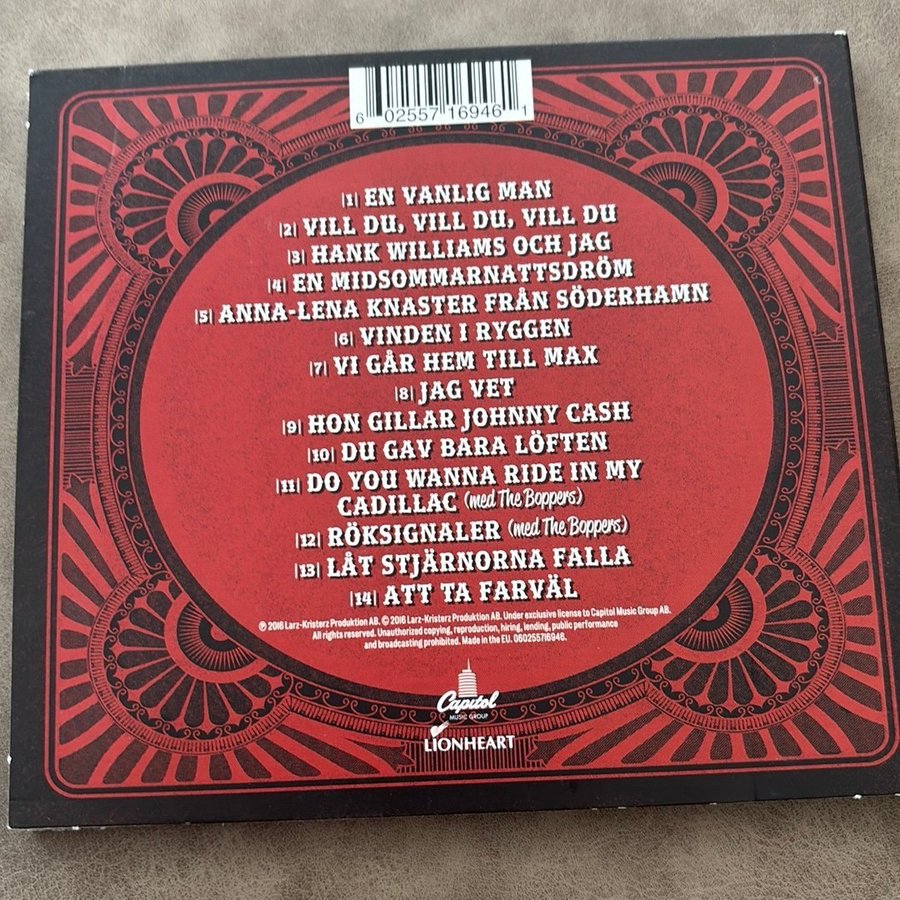 6 02557 16946 1
|1| EN VANLIG MAN
|2| VILL DU, VILL DU, VILL DU
|3| HANK WILLIAMS OCH JAG
|4| EN MIDSOMMARNATTSDRÖM
|5| ANNA-LENA KNASTER FRÅN SÖDERHAMN
|6| VINDEN I RYGGEN
|7| VI GÅR HEM TILL MAX
|8| JAG VET
|9| HON GILLAR JOHNNY CASH
|10| DU GAV BARA LÖFTEN
|11| DO YOU WANNA RIDE IN MY
CADILLAC (med The Boppers)
|12| RÖKSIGNALER (med The Boppers)
|13| LÅT STJÄRNORNA FALLA
|14| ATT TA FARVÄL
℗ 2016 Larz-Kristerz Produktion AB. © 2016 Larz-Kristerz Produktion AB. Under exclusive license to Capitol Music Group AB.
All rights reserved. Unauthorized copying, reproduction, hiring, lending, public performance
and broadcasting prohibited. Made in the EU. 060255716946.
Capitol
MUSIC GROUP
LIONHEART